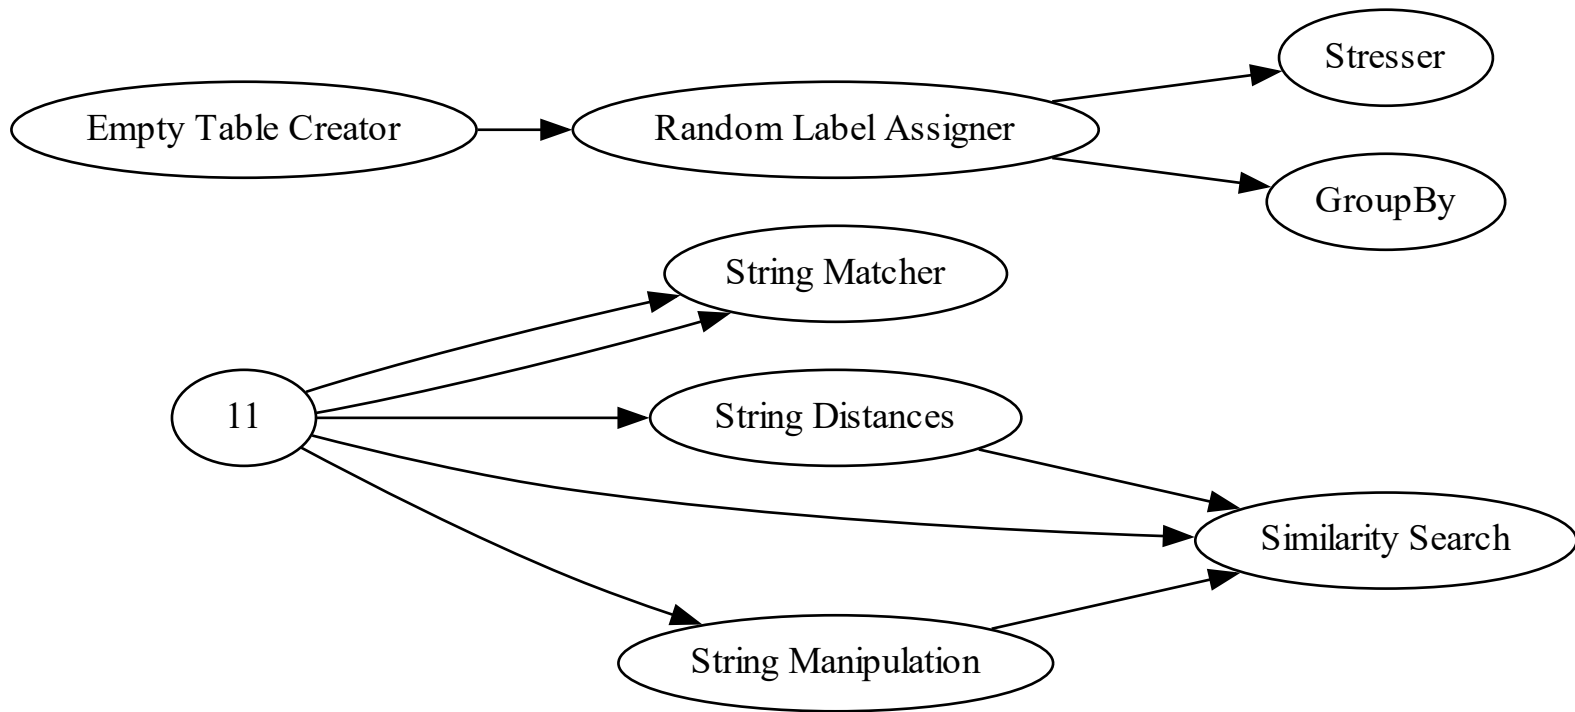 Stresser
Empty Table Creator
Random Label Assigner
GroupBy
String Matcher
11
String Distances
Similarity Search
String Manipulation